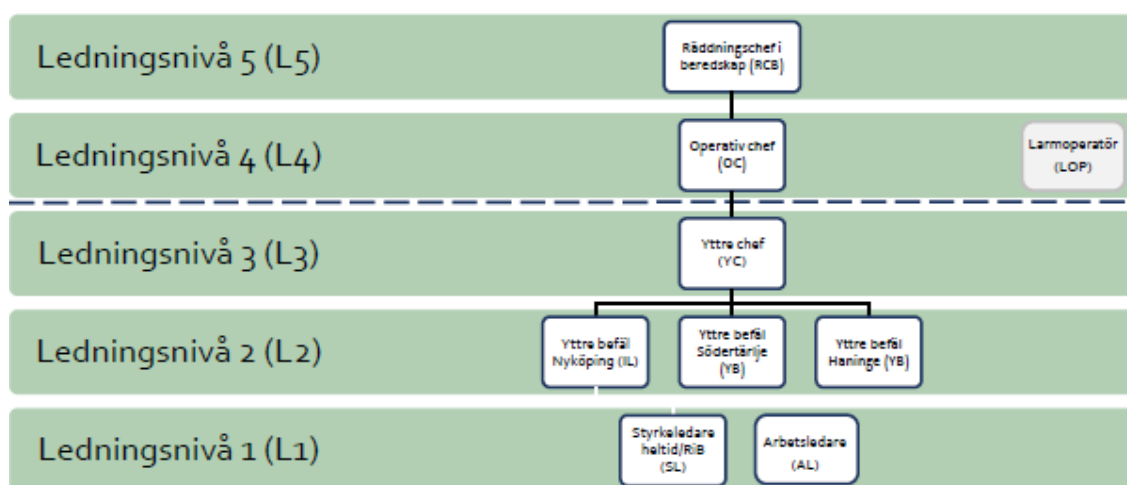 Ledningsnivå 5 (L5)
Räddningschef i
beredskap (RCB)
Ledningsnivå 4 (L4)
Operativ chef
(OC)
Larmoperatör
(LOP)
Ledningsnivå 3 (L3)
Yttre chef
(YC)
Ledningsnivå 2 (L2)
Yttre befäl
Nyköping (IL)
Yttre befäl
Södertärlje
(YB)
Yttre befäl
Haninge (YB)
Ledningsnivå 1 (L1)
Styrkeledare
heltid/RiB
(SL)
Arbetsledare
(AL)